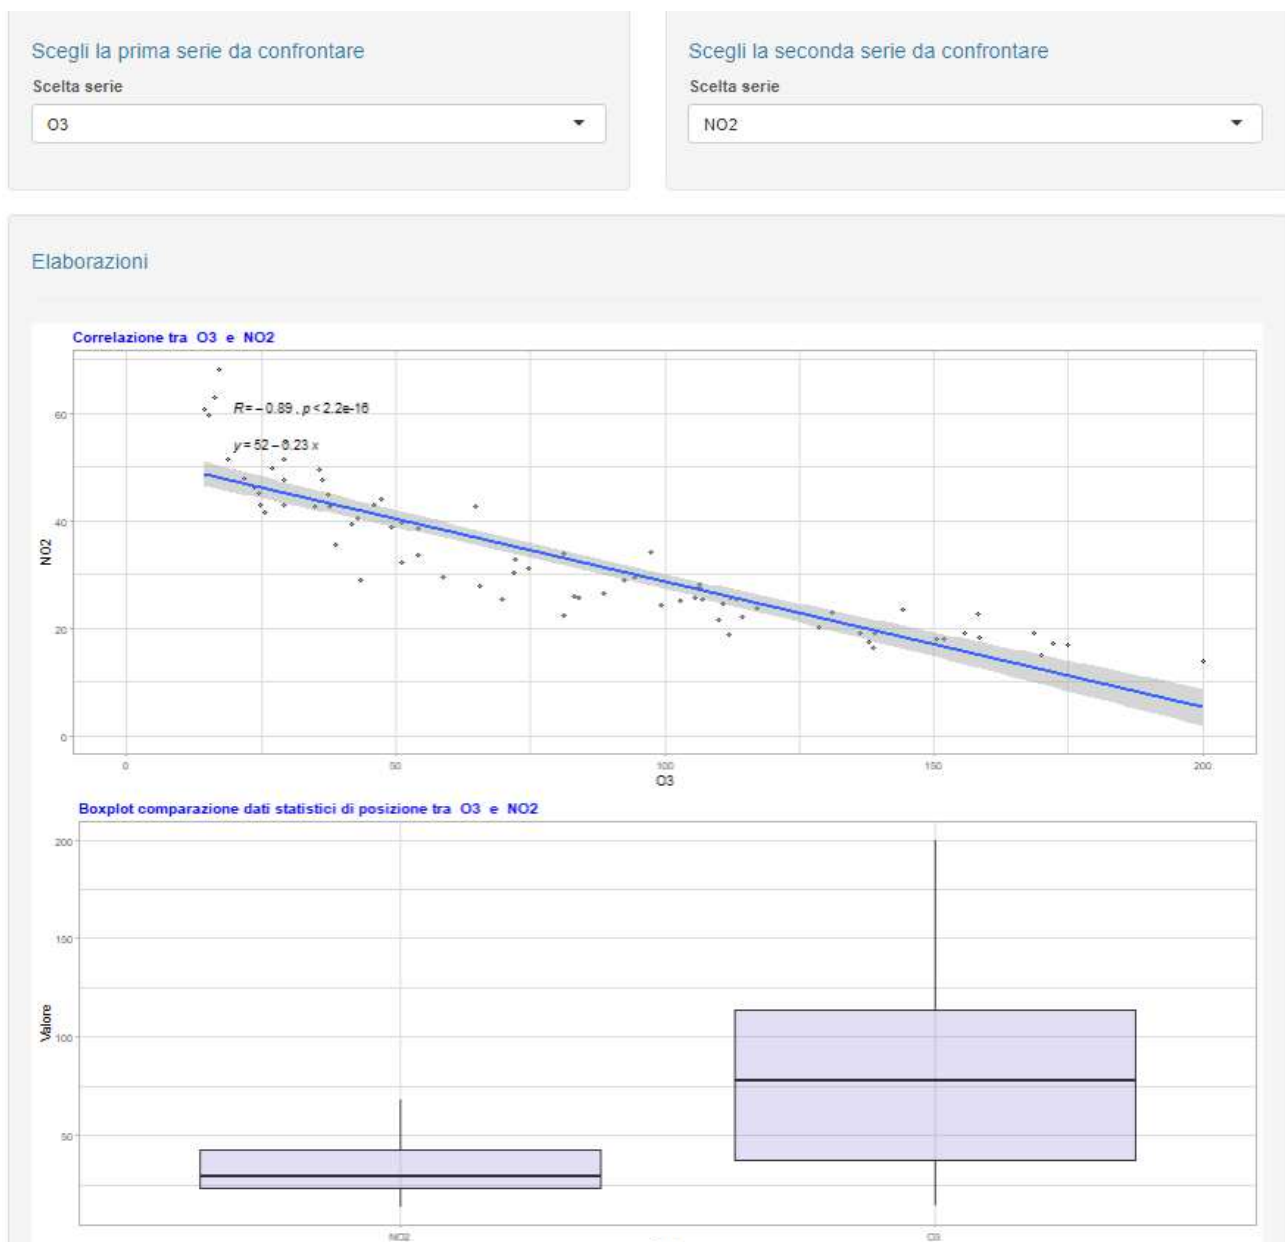 Scegli la prima serie da confrontare
Scelta serie
O3
Scegli la seconda serie da confrontare
Scelta serie
NO2
Elaborazioni
Correlazione tra O3 e NO2
R = − 0.89 , p < 2.2e-16
y = 52 − 0.23 x
60
40
20
0
NO2
0 50 100 150 200
O3
Boxplot comparazione dati statistici di posizione tra O3 e NO2
200
150
100
50
Valore
NO2 O3